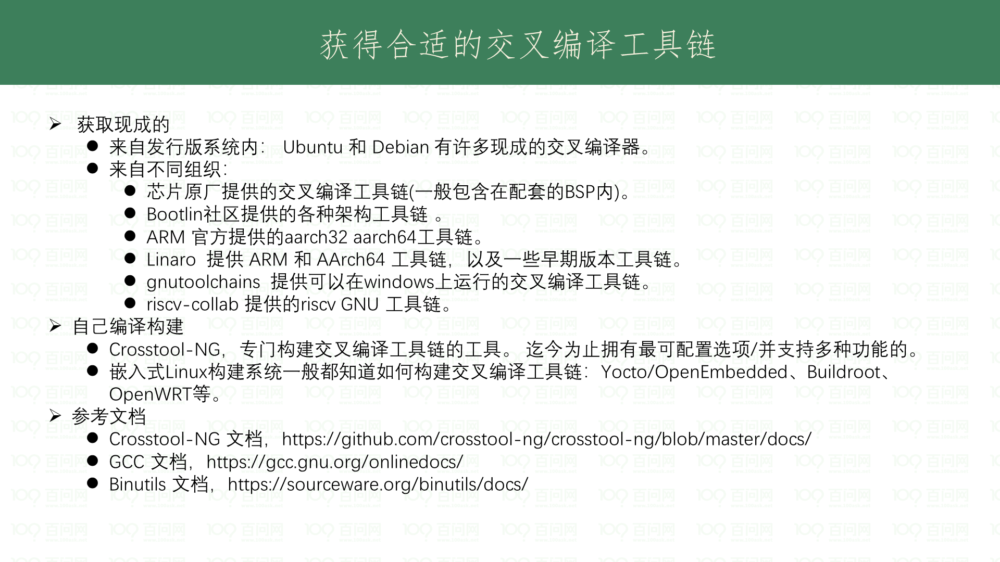 获得合适的交叉编译工具链
获取现成的
来自发行版系统内： Ubuntu 和 Debian 有许多现成的交叉编译器。
来自不同组织：
芯片原厂提供的交叉编译工具链(一般包含在配套的BSP内)。
Bootlin社区提供的各种架构工具链 。
ARM 官方提供的aarch32 aarch64工具链。
Linaro 提供 ARM 和 AArch64 工具链，以及一些早期版本工具链。
gnutoolchains 提供可以在windows上运行的交叉编译工具链。
riscv-collab 提供的riscv GNU 工具链。
自己编译构建
Crosstool-NG，专门构建交叉编译工具链的工具。 迄今为止拥有最可配置选项/并支持多种功能的。
嵌入式Linux构建系统一般都知道如何构建交叉编译工具链：Yocto/OpenEmbedded、Buildroot、
OpenWRT等。
参考文档
Crosstool-NG 文档，https://github.com/crosstool-ng/crosstool-ng/blob/master/docs/
GCC 文档，https://gcc.gnu.org/onlinedocs/
Binutils 文档，https://sourceware.org/binutils/docs/